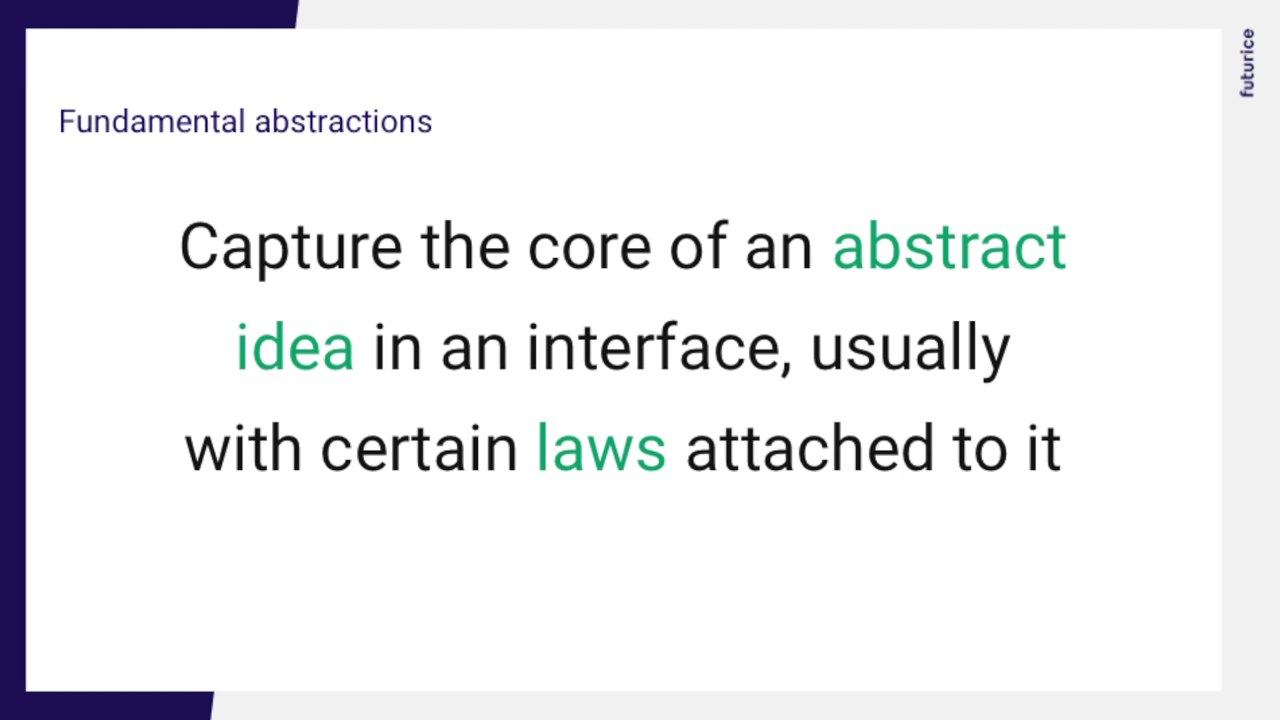 futurice
Fundamental abstractions
Capture the core of an abstract
idea in an interface, usually
with certain laws attached to it